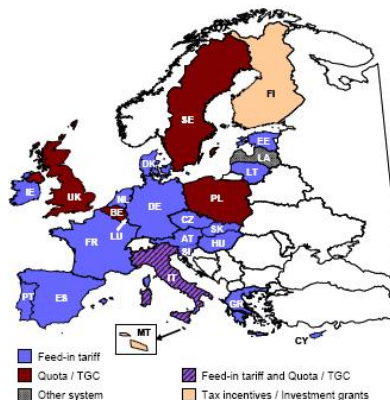 SE
FI
EE
LA
LT
DK
IE
UK
NL
BE
DE
PL
LU
CZ
SK
FR
AT
HU
SI
IT
PT
ES
GR
MT
CY
Feed-in tariff
Quota / TGC
Feed-in tariff and Quota / TGC
Other system
Tax incentives / Investment grants